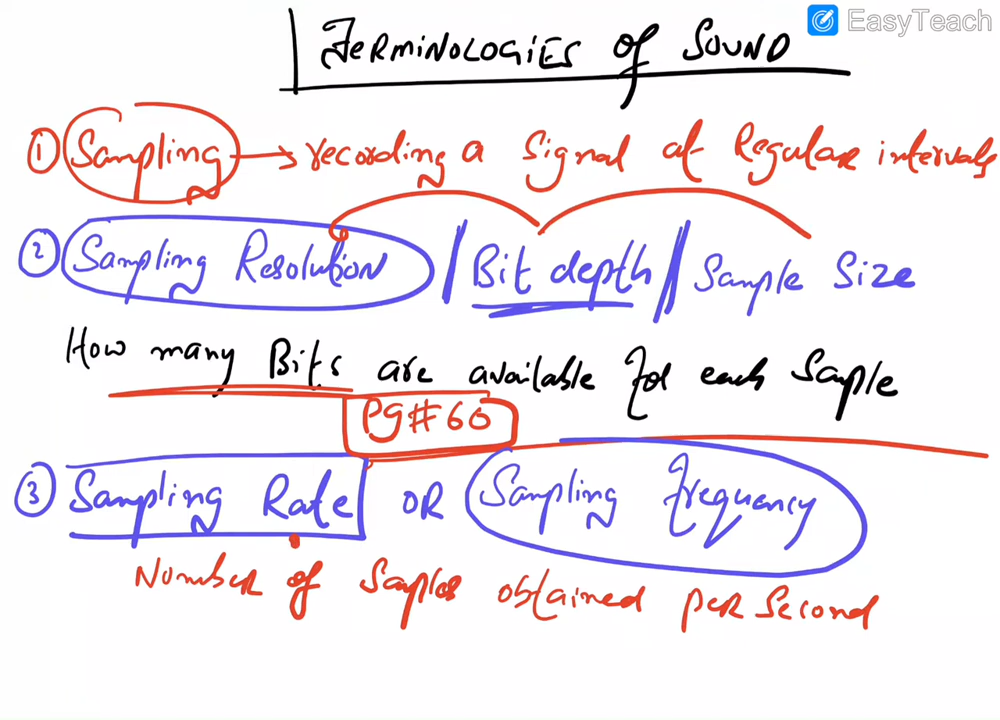 EasyTeach
TERMINOLOGIES of SOUND
① Sampling → recording a signal at Regular intervals
② Sampling Resolution / Bit depth // Sample Size
How many Bits are available for each Sample
PG#60
③ Sampling Rate OR Sampling frequency
Number of Samples obtained per Second